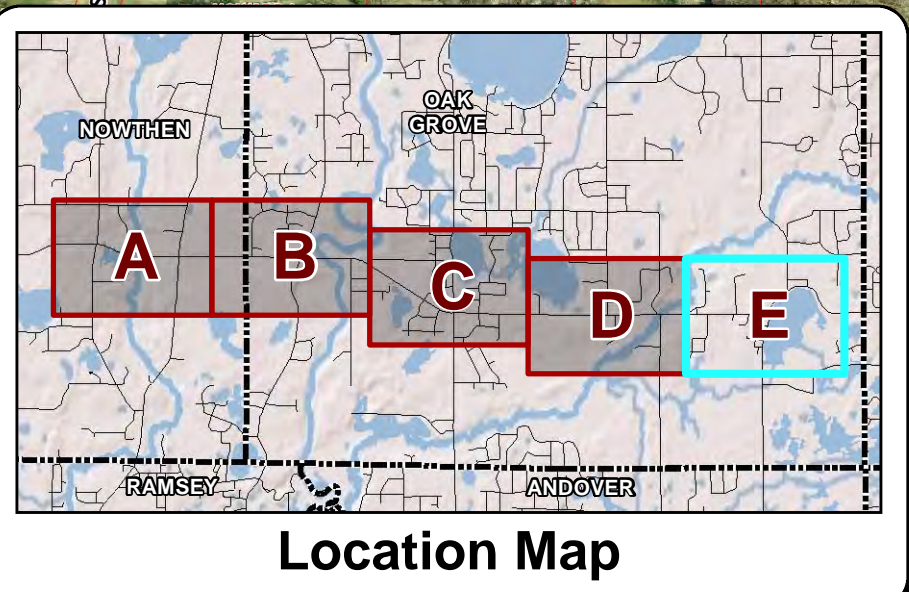 NOWTHEN
OAK
GROVE
A
B
C
D
E
RAMSEY
ANDOVER
Location Map